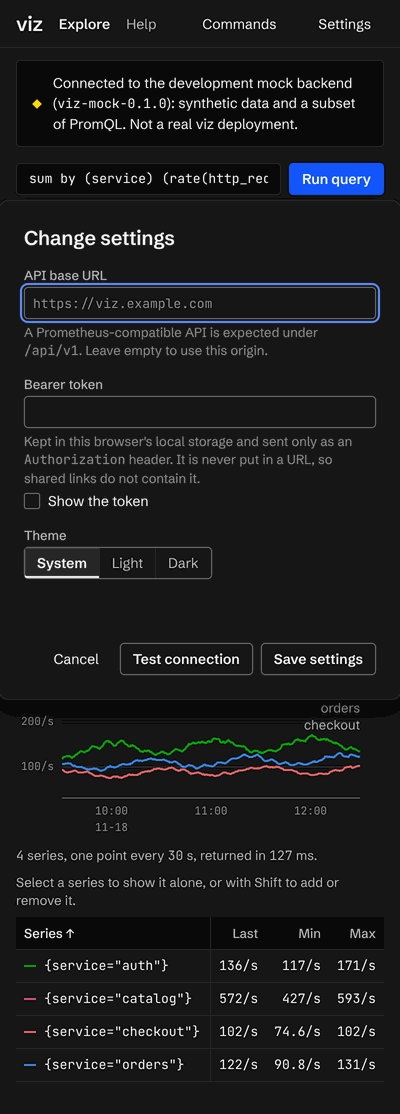 viz Explore Help Commands Settings
Connected to the development mock backend
(viz-mock-0.1.0): synthetic data and a subset
of PromQL. Not a real viz deployment.
sum by (service) (rate(http_rec Run query
Change settings
API base URL
https://viz.example.com
A Prometheus-compatible API is expected under
/api/v1. Leave empty to use this origin.
Bearer token
Kept in this browser's local storage and sent only as an
Authorization header. It is never put in a URL, so
shared links do not contain it.
Show the token
Theme
System Light Dark
Cancel Test connection Save settings
orders
200/s checkout
100/s
10:00 11:00 12:00
11-18
4 series, one point every 30 s, returned in 127 ms.
Select a series to show it alone, or with Shift to add or
remove it.
Series ↑ Last Min Max
{service="auth"} 136/s 117/s 171/s
{service="catalog"} 572/s 427/s 593/s
{service="checkout"} 102/s 74.6/s 102/s
{service="orders"} 122/s 90.8/s 131/s